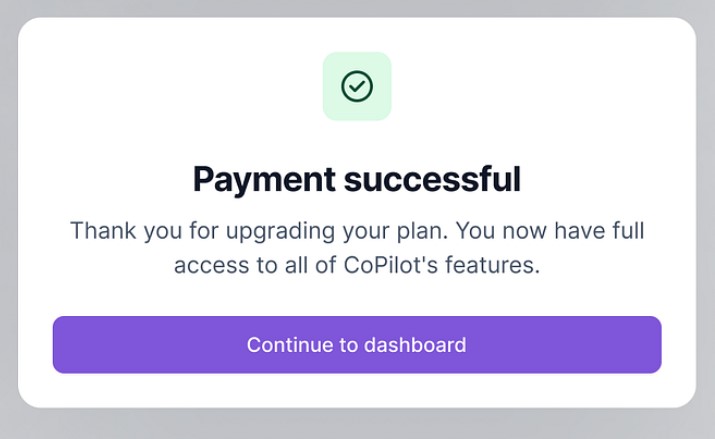 Payment successful
Thank you for upgrading your plan. You now have full
access to all of CoPilot's features.
Continue to dashboard